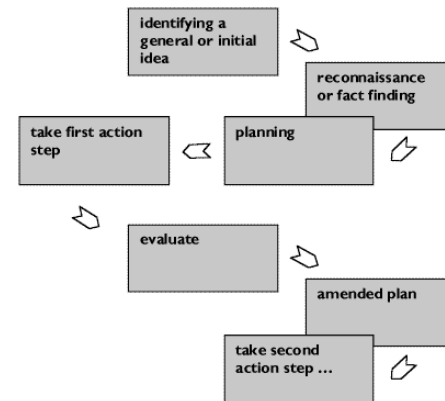 identifying a
general or initial
idea
reconnaissance
or fact finding
planning
take first action
step
evaluate
amended plan
take second
action step ...